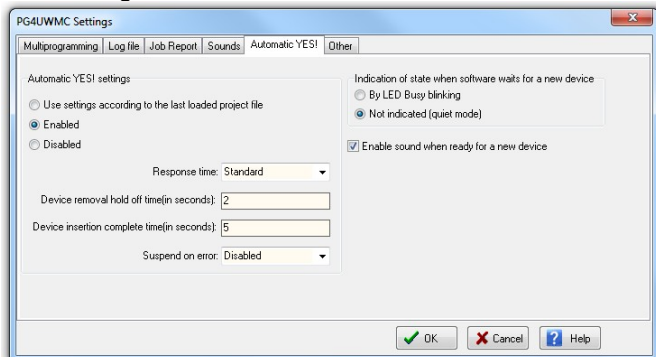 PG4UWMC Settings
Multiprogramming Log file Job Report Sounds Automatic YES! Other
Automatic YES! settings
Use settings according to the last loaded project file
Enabled
Disabled
Response time: Standard
Device removal hold off time(in seconds): 2
Device insertion complete time(in seconds): 5
Suspend on error: Disabled
Indication of state when software waits for a new device
By LED Busy blinking
Not indicated (quiet mode)
Enable sound when ready for a new device
OK Cancel Help